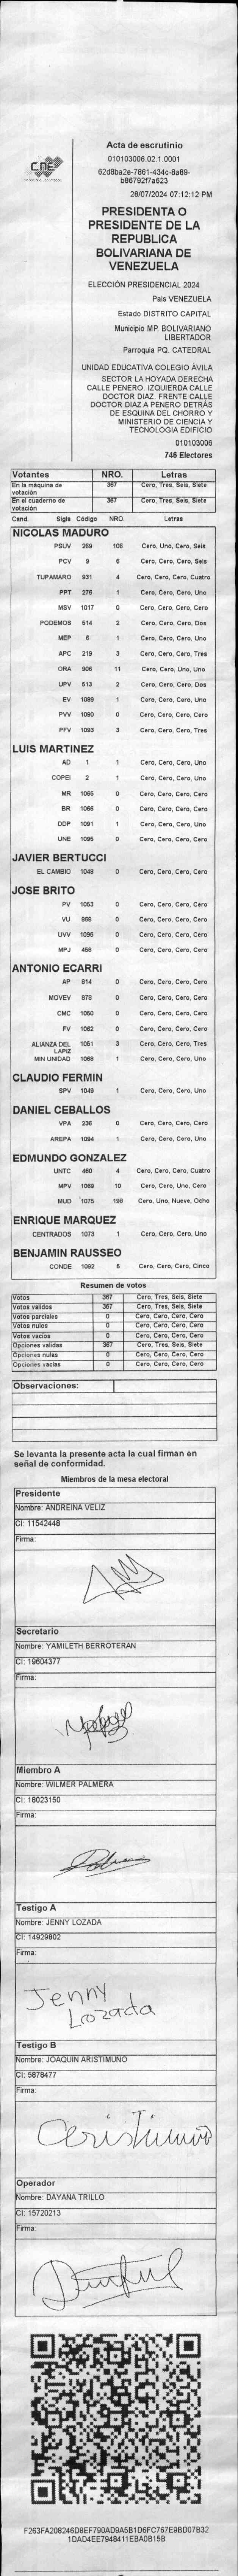 CNE
Acta de escrutinio
010103006.02.1.0001
62d8ba2e-7861-434c-8a89-
b86792f7a623
28/07/2024 07:12:12 PM
PRESIDENTA O
PRESIDENTE DE LA
REPUBLICA
BOLIVARIANA DE
VENEZUELA
ELECCIÓN PRESIDENCIAL 2024
Pais VENEZUELA
Estado DISTRITO CAPITAL
Municipio MP. BOLIVARIANO
LIBERTADOR
Parroquia PQ. CATEDRAL
UNIDAD EDUCATIVA COLEGIO ÁVILA
SECTOR LA HOYADA DERECHA
CALLE PENERO. IZQUIERDA CALLE
DOCTOR DIAZ. FRENTE CALLE
DOCTOR DIAZ A PENERO DETRÁS
DE ESQUINA DEL CHORRO Y
MINISTERIO DE CIENCIA Y
TECNOLOGIA EDIFICIO
010103006
746 Electores
Votantes NRO. Letras
En la máquina de votación 367 Cero, Tres, Seis, Siete
En el cuaderno de votación 367 Cero, Tres, Seis, Siete
Cand. Sigla Código NRO. Letras
NICOLAS MADURO
PSUV 269 106 Cero, Uno, Cero, Seis
PCV 9 6 Cero, Cero, Cero, Seis
TUPAMARO 931 4 Cero, Cero, Cero, Cuatro
PPT 276 1 Cero, Cero, Cero, Uno
MSV 1017 0 Cero, Cero, Cero, Cero
PODEMOS 514 2 Cero, Cero, Cero, Dos
MEP 6 1 Cero, Cero, Cero, Uno
APC 219 3 Cero, Cero, Cero, Tres
ORA 906 11 Cero, Cero, Uno, Uno
UPV 513 2 Cero, Cero, Cero, Dos
EV 1089 1 Cero, Cero, Cero, Uno
PVV 1090 0 Cero, Cero, Cero, Cero
PFV 1093 3 Cero, Cero, Cero, Tres
LUIS MARTINEZ
AD 1 1 Cero, Cero, Cero, Uno
COPEI 2 1 Cero, Cero, Cero, Uno
MR 1065 0 Cero, Cero, Cero, Cero
BR 1066 0 Cero, Cero, Cero, Cero
DDP 1091 1 Cero, Cero, Cero, Uno
UNE 1095 0 Cero, Cero, Cero, Cero
JAVIER BERTUCCI
EL CAMBIO 1048 0 Cero, Cero, Cero, Cero
JOSE BRITO
PV 1053 0 Cero, Cero, Cero, Cero
VU 868 0 Cero, Cero, Cero, Cero
UVV 1096 0 Cero, Cero, Cero, Cero
MPJ 458 0 Cero, Cero, Cero, Cero
ANTONIO ECARRI
AP 814 0 Cero, Cero, Cero, Cero
MOVEV 878 0 Cero, Cero, Cero, Cero
CMC 1050 0 Cero, Cero, Cero, Cero
FV 1062 0 Cero, Cero, Cero, Cero
ALIANZA DEL LAPIZ 1051 3 Cero, Cero, Cero, Tres
MIN UNIDAD 1068 1 Cero, Cero, Cero, Uno
CLAUDIO FERMIN
SPV 1049 1 Cero, Cero, Cero, Uno
DANIEL CEBALLOS
VPA 236 0 Cero, Cero, Cero, Cero
AREPA 1094 1 Cero, Cero, Cero, Uno
EDMUNDO GONZALEZ
UNTC 460 4 Cero, Cero, Cero, Cuatro
MPV 1069 10 Cero, Cero, Uno, Cero
MUD 1075 198 Cero, Uno, Nueve, Ocho
ENRIQUE MARQUEZ
CENTRADOS 1073 1 Cero, Cero, Cero, Uno
BENJAMIN RAUSSEO
CONDE 1092 5 Cero, Cero, Cero, Cinco
Resumen de votos
Votos 367 Cero, Tres, Seis, Siete
Votos validos 367 Cero, Tres, Seis, Siete
Votos parciales 0 Cero, Cero, Cero, Cero
Votos nulos 0 Cero, Cero, Cero, Cero
Votos vacios 0 Cero, Cero, Cero, Cero
Opciones validas 367 Cero, Tres, Seis, Siete
Opciones nulas 0 Cero, Cero, Cero, Cero
Opciones vacias 0 Cero, Cero, Cero, Cero
Observaciones:
Se levanta la presente acta la cual firman en
señal de conformidad.
Miembros de la mesa electoral
Presidente
Nombre: ANDREINA VELIZ
CI: 11542448
Firma:
Secretario
Nombre: YAMILETH BERROTERAN
CI: 19604377
Firma:
Miembro A
Nombre: WILMER PALMERA
CI: 18023150
Firma:
Testigo A
Nombre: JENNY LOZADA
CI: 14929802
Firma:
Jenny
Lozada
Testigo B
Nombre: JOAQUIN ARISTIMUNO
CI: 5878477
Firma:
Operador
Nombre: DAYANA TRILLO
CI: 15720213
Firma:
F263FA208246D8EF790AD9A5B1D6FC767E9BD07B32
1DAD4EE7948411EBA0B15B